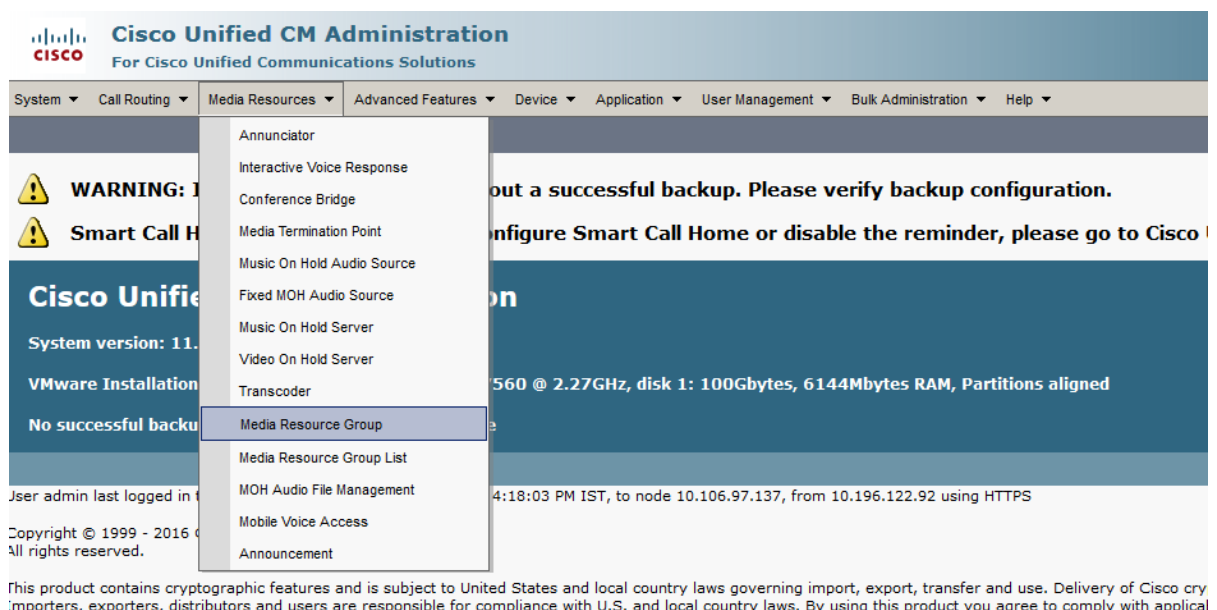 CISCO
Cisco Unified CM Administration
For Cisco Unified Communications Solutions
System Call Routing Media Resources Advanced Features Device Application User Management Bulk Administration Help
Annunciator
Interactive Voice Response
WARNING: out a successful backup. Please verify backup configuration.
Conference Bridge
Media Termination Point
Smart Call H nfigure Smart Call Home or disable the reminder, please go to Cisco
Music On Hold Audio Source
Fixed MOH Audio Source
Cisco Unifie on
Music On Hold Server
System version: 11.
Video On Hold Server
VMware Installation 560 @ 2.27GHz, disk 1: 100Gbytes, 6144Mbytes RAM, Partitions aligned
Transcoder
Media Resource Group
No successful backu
Media Resource Group List
MOH Audio File Management
User admin last logged in 4:18:03 PM IST, to node 10.106.97.137, from 10.196.122.92 using HTTPS
Mobile Voice Access
Copyright © 1999 - 2016
All rights reserved.
Announcement
This product contains cryptographic features and is subject to United States and local country laws governing import, export, transfer and use. Delivery of Cisco cry
Importers, exporters, distributors and users are responsible for compliance with U.S. and local country laws. By using this product you agree to comply with applical